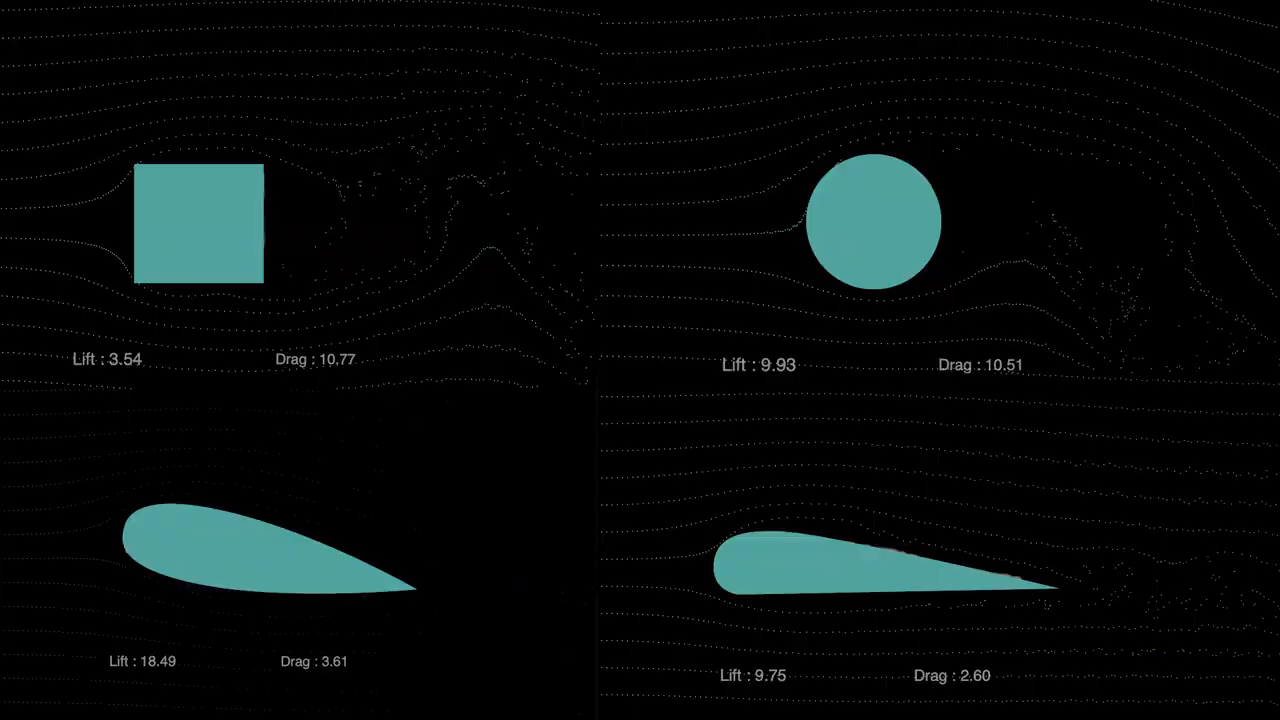 Lift : 3.54
Drag : 10.77
Lift : 9.93
Drag : 10.51
Lift : 18.49
Drag : 3.61
Lift : 9.75
Drag : 2.60